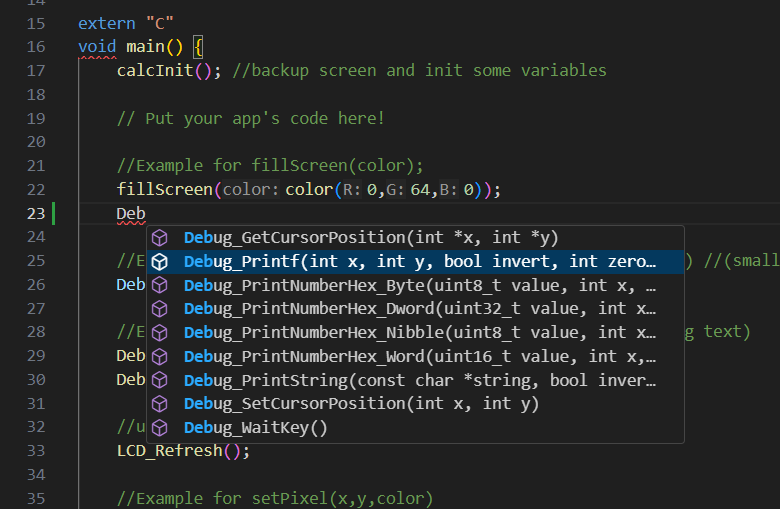 14
15 extern "C"
16 void main() {
17 calcInit(); //backup screen and init some variables
18
19 // Put your app's code here!
20
21 //Example for fillScreen(color);
22 fillScreen(color: color(R: 0,G: 64,B: 0));
23 Deb
24 Debug_GetCursorPosition(int *x, int *y)
25 //E Debug_Printf(int x, int y, bool invert, int zero… ) //(small
26 Deb Debug_PrintNumberHex_Byte(uint8_t value, int x, …
27 Debug_PrintNumberHex_Dword(uint32_t value, int x…
28 //E Debug_PrintNumberHex_Nibble(uint8_t value, int x… g text)
29 Deb Debug_PrintNumberHex_Word(uint16_t value, int x,…
30 Deb Debug_PrintString(const char *string, bool inver…
31 Debug_SetCursorPosition(int x, int y)
32 //u Debug_WaitKey()
33 LCD_Refresh();
34
35 //Example for setPixel(x,y,color)